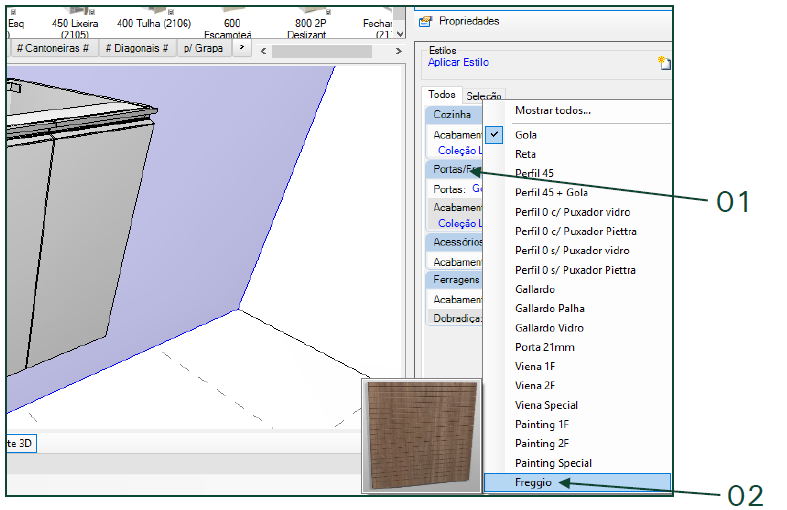 Esq
)
450 Lixeira
(2105)
400 Tulha (2106)
600
Escamoteá
800 2P
Deslizant
Fechar
(21
# Cantoneiras #
# Diagonais #
p/ Grapa
Propriedades
Estilos
Aplicar Estilo
Todos
Seleção
Cozinha
Acabament
Coleção L
Portas/Fre
Portas: Go
Acabament
Coleção L
Acessórios
Acabament
Ferragens
Acabament
Dobradiça:
Mostrar todos...
Gola
Reta
Perfil 45
Perfil 45 + Gola
Perfil 0 c/ Puxador vidro
Perfil 0 c/ Puxador Piettra
Perfil 0 s/ Puxador vidro
Perfil 0 s/ Puxador Piettra
Gallardo
Gallardo Palha
Gallardo Vidro
Porta 21mm
Viena 1F
Viena 2F
Viena Special
Painting 1F
Painting 2F
Painting Special
Freggio
01
02
te 3D